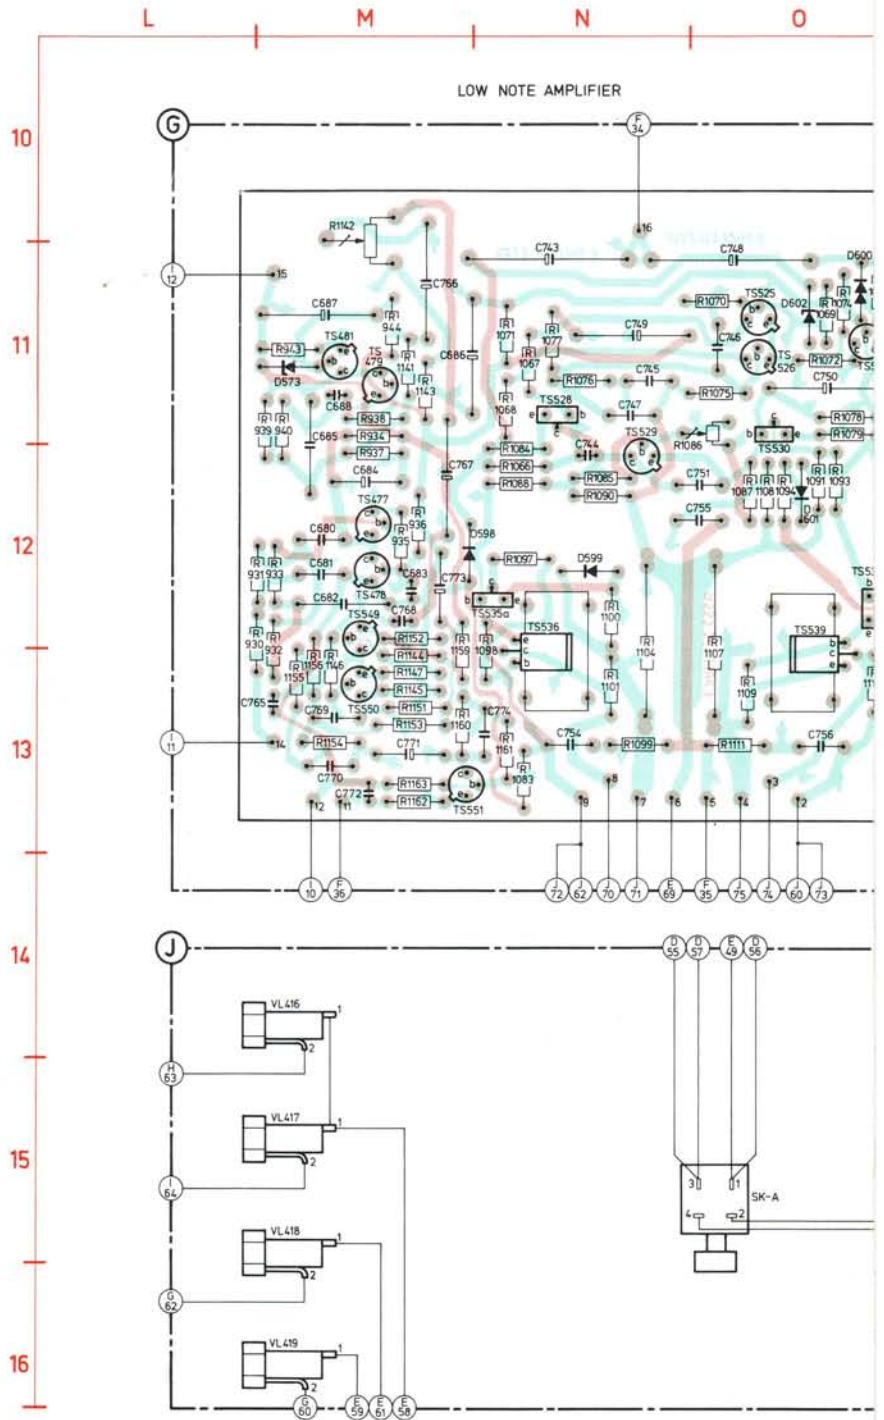 L M N O
LOW NOTE AMPLIFIER
G
10
F 34
R1142
16
C743
C748
D600
I 12
15
C766
C687
R 944
TS525
D602
R 1069
R 1074
R1070
b
c
e
11
R943
TS481
TS 479
R 1141
R 1143
C686
R 1071
R 1067
R 1077
C749
C746
TS 526
R1072
D573
C688
R1076
C745
R1075
C750
R 939
R 940
C685
R938
R934
R937
R 1068
TS528
C747
TS529
R1086
TS530
R1078
R1079
C684
C767
R1084
R1066
R1088
C744
R1085
R1090
C751
R 1087
R 1108
R 1094
R 1091
R 1093
TS477
R 935
R 936
C755
D 601
12
C680
C681
C682
TS478
C683
C773
D598
R1097
D599
R 931
R 933
TS549
C768
TS535a
TS536
R 1100
TS539
R 930
R 932
R 1155
R 1156
R 1146
R1152
R1144
R1147
R1145
R1151
R1153
R 1159
R 1098
R 1101
R 1104
R 1107
R 1109
C765
C769
TS550
R 1160
C774
13
I 11
14
R1154
C771
R 1161
R 1083
C754
R1099
R1111
C756
C770
C772
R1163
R1162
TS551
12 11 9 8 7 6 5 4 3 2
I 10
F 36
J 72
J 62
J 70
J 71
E 69
F 35
J 75
J 74
J 60
J 73
14
J
D 55
D 57
E 49
D 56
VL416
1
2
H 63
VL417
1
2
15
I 64
3 1
4 2
SK-A
VL418
1
2
G 62
VL419
1
2
16
G 60
E 59
E 61
E 58